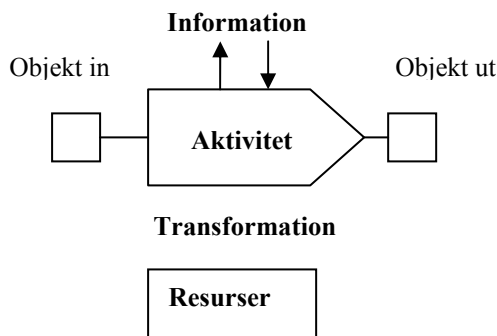 Information
Objekt in
Objekt ut
Aktivitet
Transformation
Resurser